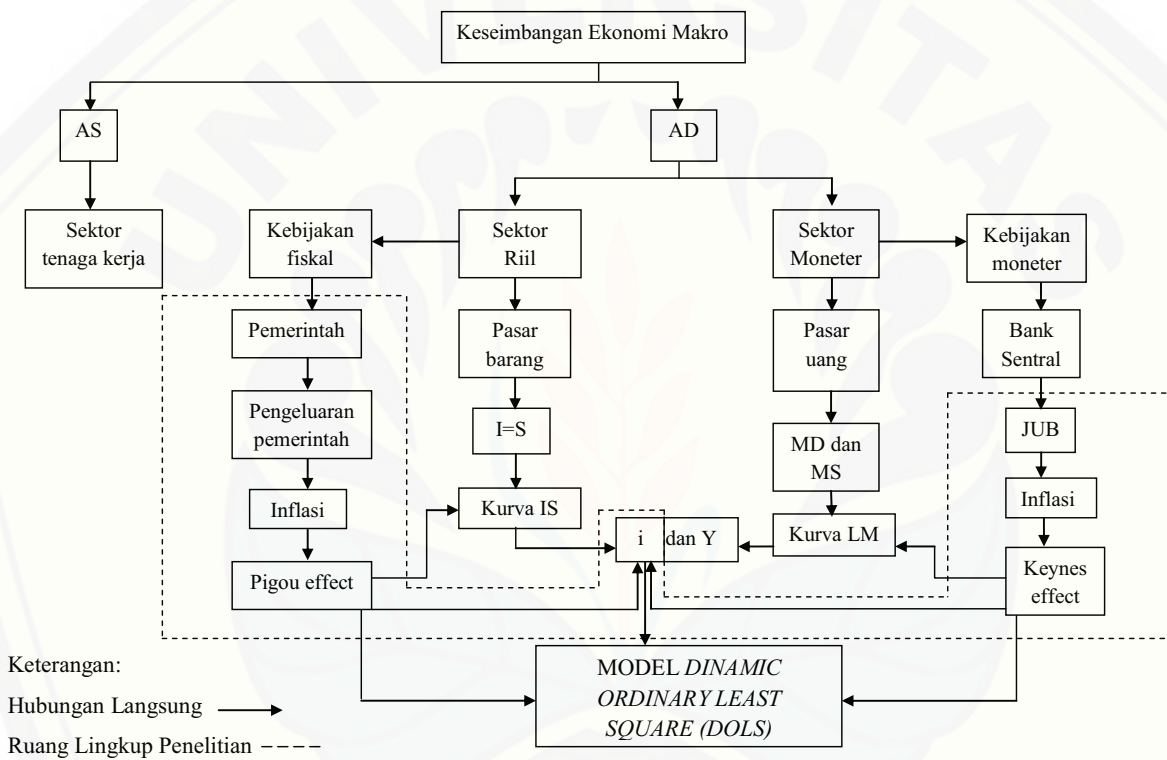 UNIVERSITAS
Keseimbangan Ekonomi Makro
AS
AD
Sektor
tenaga kerja
Kebijakan
fiskal
Sektor
Riil
Sektor
Moneter
Kebijakan
moneter
Pemerintah
Pasar
barang
Pasar
uang
Bank
Sentral
Pengeluaran
pemerintah
I=S
MD dan
MS
JUB
Inflasi
Kurva IS
i dan Y
Kurva LM
Inflasi
Pigou effect
Keynes
effect
MODEL DINAMIC
ORDINARY LEAST
SQUARE (DOLS)
Keterangan:
Hubungan Langsung
Ruang Lingkup Penelitian